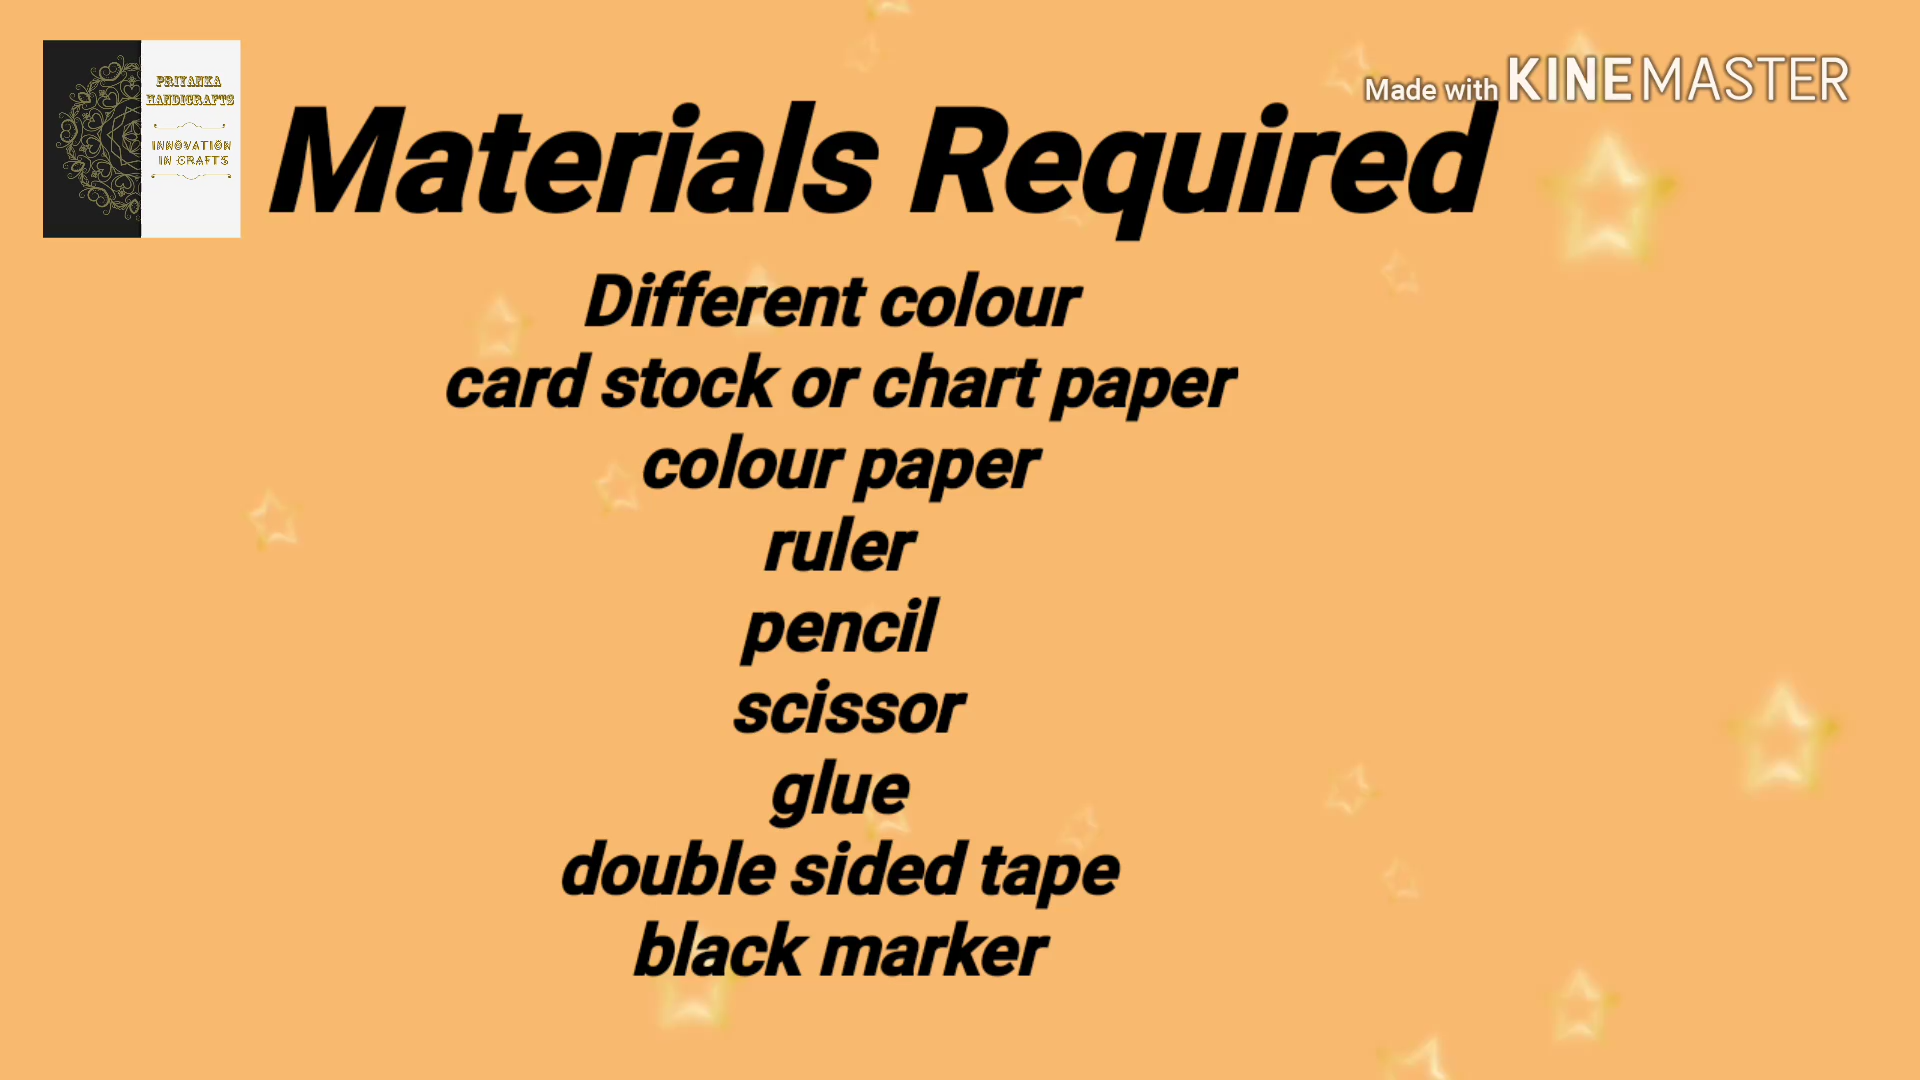 PRIYANKA
HANDICRAFTS
INNOVATION
IN CRAFTS
Made with KINEMASTER
Materials Required
Different colour
card stock or chart paper
colour paper
ruler
pencil
scissor
glue
double sided tape
black marker